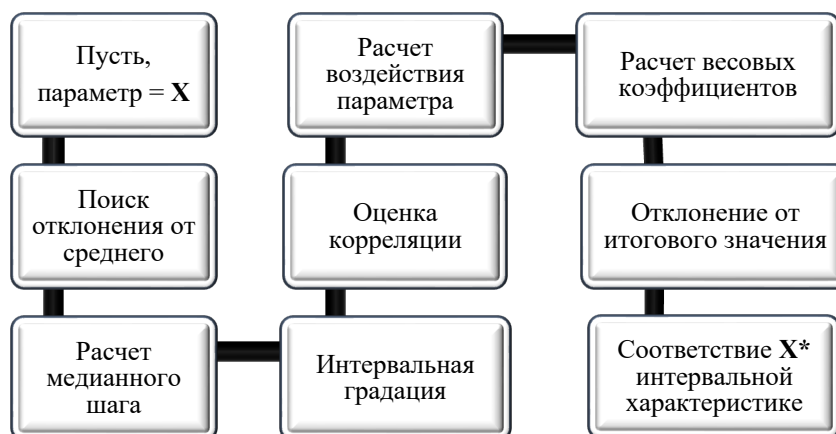 Пусть,
параметр = X
Поиск
отклонения от
среднего
Расчет
медианного
шага
Интервальная
градация
Оценка
корреляции
Расчет
воздействия
параметра
Расчет весовых
коэффициентов
Отклонение от
итогового значения
Соответствие X*
интервальной
характеристике